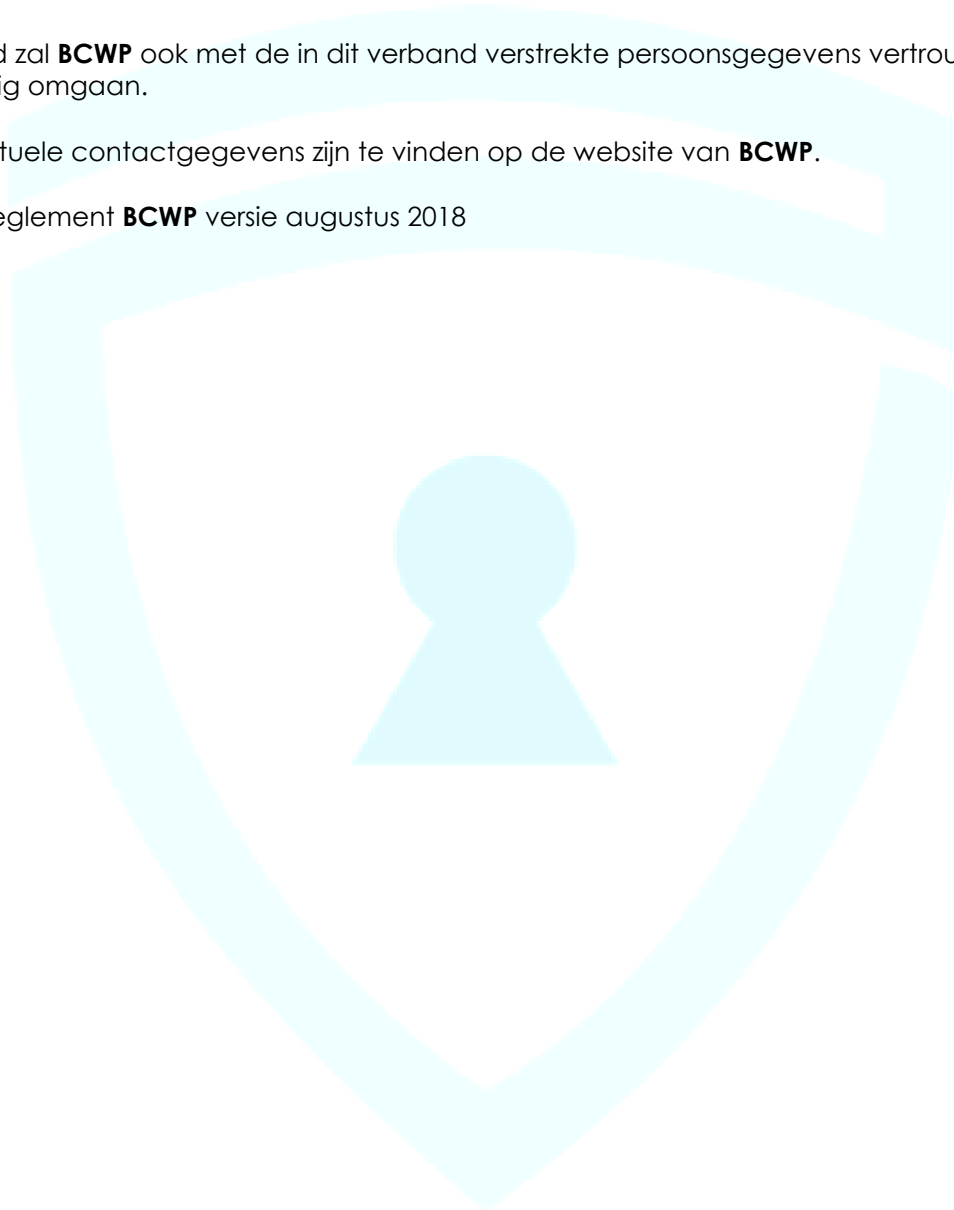 d zal BCWP ook met de in dit verband verstrekte persoonsgegevens vertrou
ig omgaan.
tuele contactgegevens zijn te vinden op de website van BCWP.
eglement BCWP versie augustus 2018